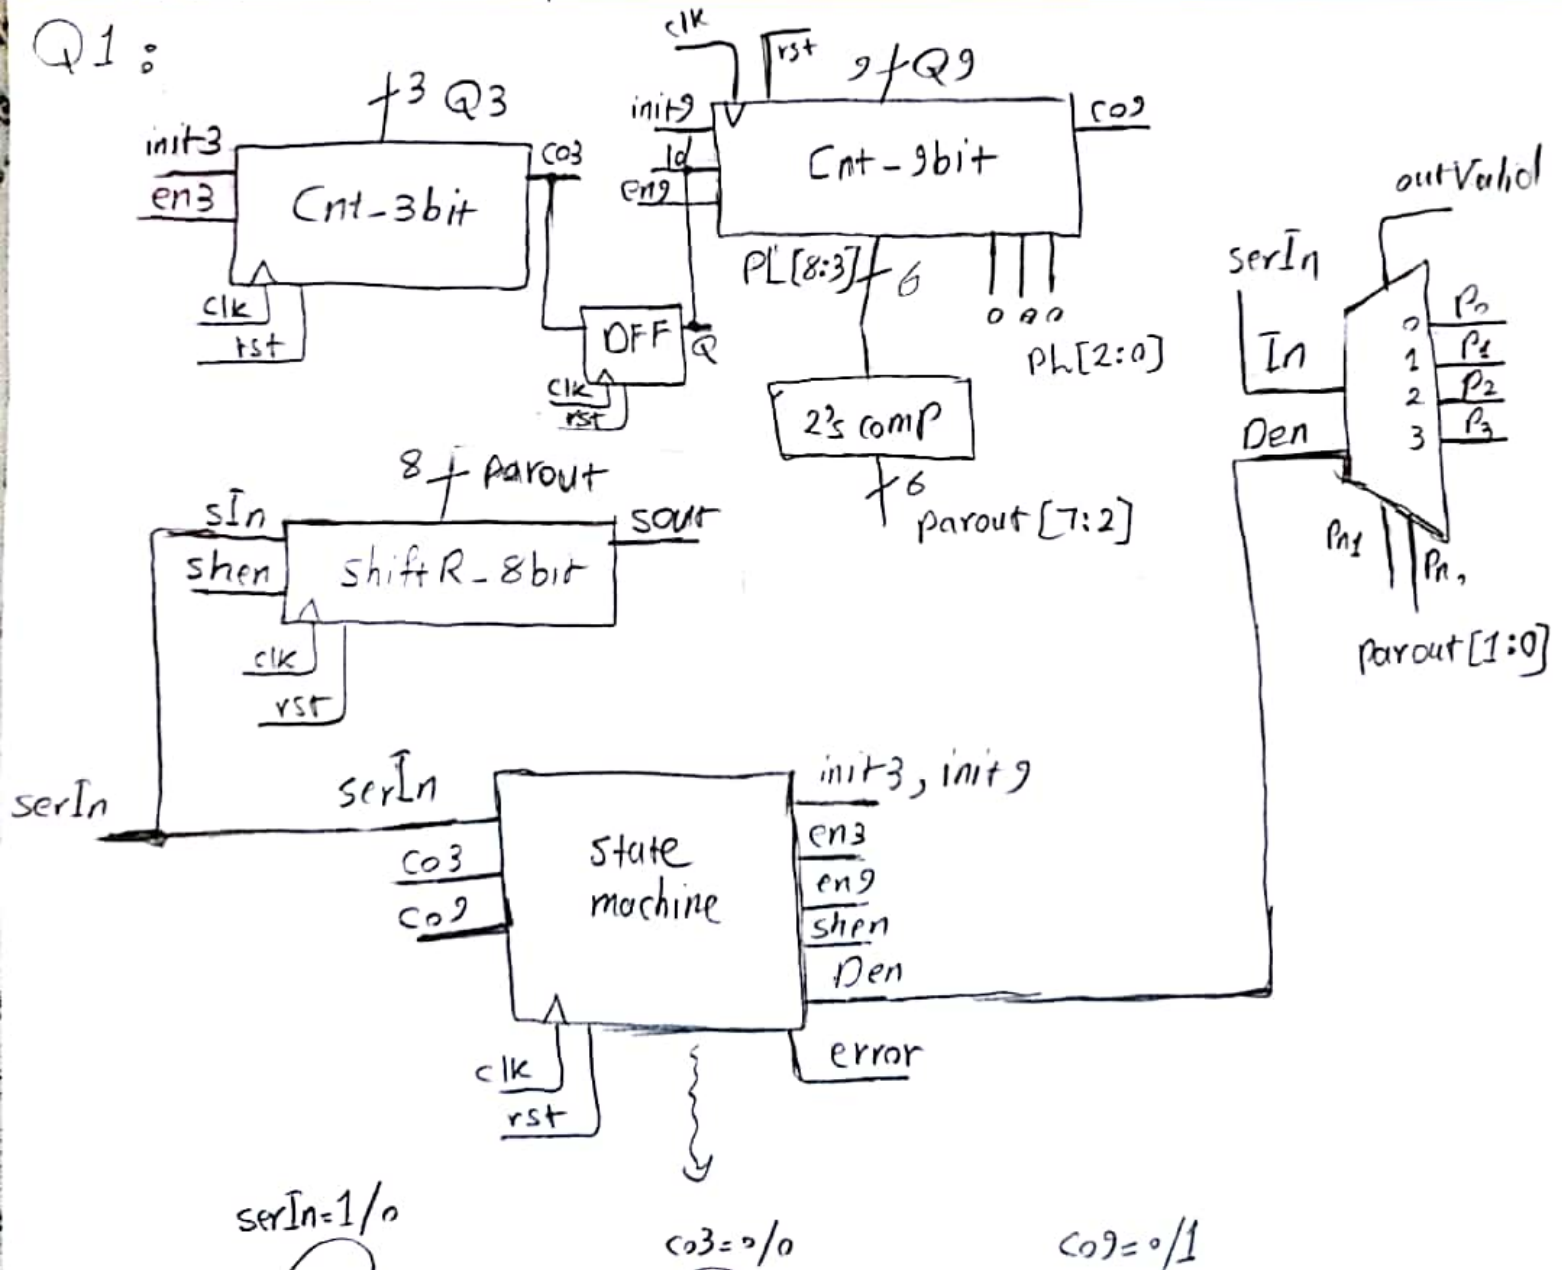 Q1:
3 Q3
init3
en3
Cnt-3bit
co3
clk
rst
clk
rst
9 Q9
init9
ld
en9
Cnt-9bit
co9
PL[8:3] 6
0 0 0
PL[2:0]
DFF
Q
clk
rst
2's comp
6
parout [7:2]
outValid
serIn
In
Den
0
1
2
3
P0
P1
P2
P3
Pn1
Pn0
parout[1:0]
8 parout
sIn
shen
shiftR-8bit
sout
clk
rst
serIn
serIn
co3
co9
state
machine
init3, init9
en3
en9
shen
Den
error
clk
rst
serIn=1/0
co3=0/0
co9=0/1